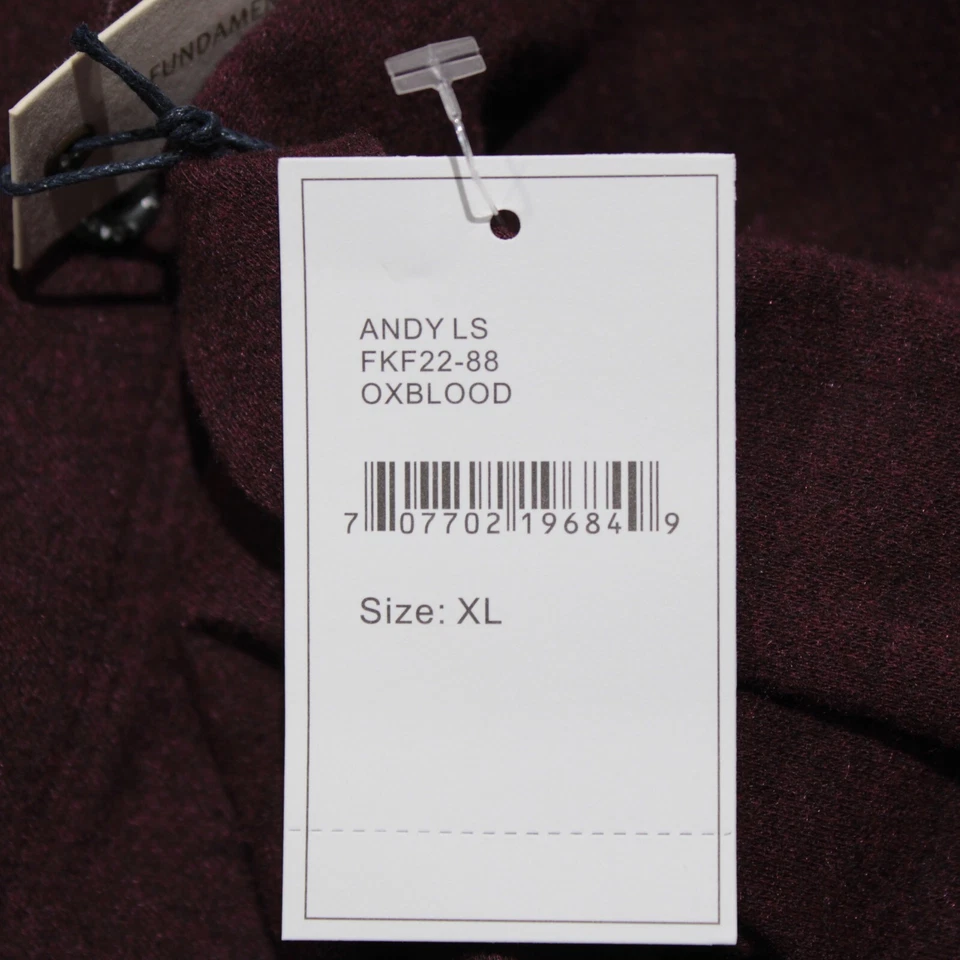 FUNDAMEN
ANDY LS
FKF22-88
OXBLOOD
7 07702 19684 9
Size: XL